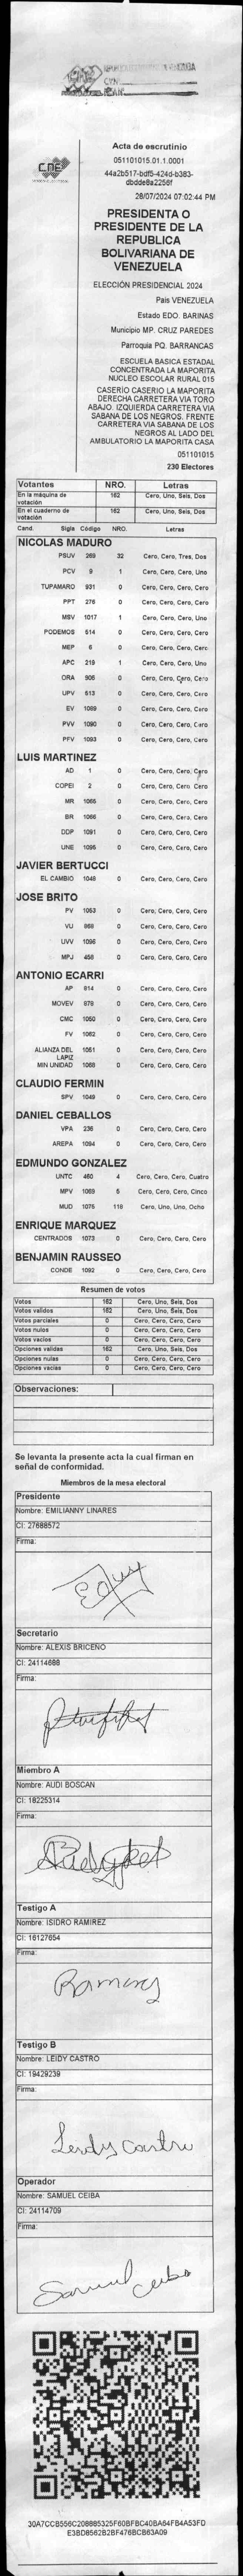 CNE
Acta de escrutinio
051101015.01.1.0001
44a2b517-bdf5-424d-b383-
dbdde8a2256f
28/07/2024 07:02:44 PM
PRESIDENTA O
PRESIDENTE DE LA
REPUBLICA
BOLIVARIANA DE
VENEZUELA
ELECCIÓN PRESIDENCIAL 2024
Pais VENEZUELA
Estado EDO. BARINAS
Municipio MP. CRUZ PAREDES
Parroquia PQ. BARRANCAS
ESCUELA BASICA ESTADAL
CONCENTRADA LA MAPORITA
NUCLEO ESCOLAR RURAL 015
CASERIO CASERIO LA MAPORITA
DERECHA CARRETERA VIA TORO
ABAJO. IZQUIERDA CARRETERA VIA
SABANA DE LOS NEGROS. FRENTE
CARRETERA VIA SABANA DE LOS
NEGROS AL LADO DEL
AMBULATORIO LA MAPORITA CASA
051101015
230 Electores
Votantes NRO. Letras
En la máquina de votación 162 Cero, Uno, Seis, Dos
En el cuaderno de votación 162 Cero, Uno, Seis, Dos
Cand. Sigla Código NRO. Letras
NICOLAS MADURO
PSUV 269 32 Cero, Cero, Tres, Dos
PCV 9 1 Cero, Cero, Cero, Uno
TUPAMARO 931 0 Cero, Cero, Cero, Cero
PPT 276 0 Cero, Cero, Cero, Cero
MSV 1017 1 Cero, Cero, Cero, Uno
PODEMOS 514 0 Cero, Cero, Cero, Cero
MEP 6 0 Cero, Cero, Cero, Cero
APC 219 1 Cero, Cero, Cero, Uno
ORA 906 0 Cero, Cero, Cero, Cero
UPV 513 0 Cero, Cero, Cero, Cero
EV 1089 0 Cero, Cero, Cero, Cero
PVV 1090 0 Cero, Cero, Cero, Cero
PFV 1093 0 Cero, Cero, Cero, Cero
LUIS MARTINEZ
AD 1 0 Cero, Cero, Cero, Cero
COPEI 2 0 Cero, Cero, Cero, Cero
MR 1065 0 Cero, Cero, Cero, Cero
BR 1066 0 Cero, Cero, Cero, Cero
DDP 1091 0 Cero, Cero, Cero, Cero
UNE 1095 0 Cero, Cero, Cero, Cero
JAVIER BERTUCCI
EL CAMBIO 1048 0 Cero, Cero, Cero, Cero
JOSE BRITO
PV 1053 0 Cero, Cero, Cero, Cero
VU 868 0 Cero, Cero, Cero, Cero
UVV 1096 0 Cero, Cero, Cero, Cero
MPJ 458 0 Cero, Cero, Cero, Cero
ANTONIO ECARRI
AP 814 0 Cero, Cero, Cero, Cero
MOVEV 879 0 Cero, Cero, Cero, Cero
CMC 1050 0 Cero, Cero, Cero, Cero
FV 1062 0 Cero, Cero, Cero, Cero
ALIANZA DEL LAPIZ 1051 0 Cero, Cero, Cero, Cero
MIN UNIDAD 1068 0 Cero, Cero, Cero, Cero
CLAUDIO FERMIN
SPV 1049 0 Cero, Cero, Cero, Cero
DANIEL CEBALLOS
VPA 236 0 Cero, Cero, Cero, Cero
AREPA 1094 0 Cero, Cero, Cero, Cero
EDMUNDO GONZALEZ
UNTC 460 4 Cero, Cero, Cero, Cuatro
MPV 1069 5 Cero, Cero, Cero, Cinco
MUD 1075 118 Cero, Uno, Uno, Ocho
ENRIQUE MARQUEZ
CENTRADOS 1073 0 Cero, Cero, Cero, Cero
BENJAMIN RAUSSEO
CONDE 1092 0 Cero, Cero, Cero, Cero
Resumen de votos
Votos 162 Cero, Uno, Seis, Dos
Votos validos 162 Cero, Uno, Seis, Dos
Votos parciales 0 Cero, Cero, Cero, Cero
Votos nulos 0 Cero, Cero, Cero, Cero
Votos vacios 0 Cero, Cero, Cero, Cero
Opciones validas 162 Cero, Uno, Seis, Dos
Opciones nulas 0 Cero, Cero, Cero, Cero
Opciones vacias 0 Cero, Cero, Cero, Cero
Observaciones:
Se levanta la presente acta la cual firman en
señal de conformidad.
Miembros de la mesa electoral
Presidente
Nombre: EMILIANNY LINARES
CI: 27688572
Firma:
Secretario
Nombre: ALEXIS BRICENO
CI: 24114688
Firma:
Miembro A
Nombre: AUDI BOSCAN
CI: 18225314
Firma:
Testigo A
Nombre: ISIDRO RAMIREZ
CI: 16127654
Firma:
Ramirez
Testigo B
Nombre: LEIDY CASTRO
CI: 19429239
Firma:
Leidy Castro
Operador
Nombre: SAMUEL CEIBA
CI: 24114709
Firma:
Samuel Ceiba
30A7CCB556C208885325F60BFBC40BA64FB4A53FD
E3BD8562B2BF476BCB63A09